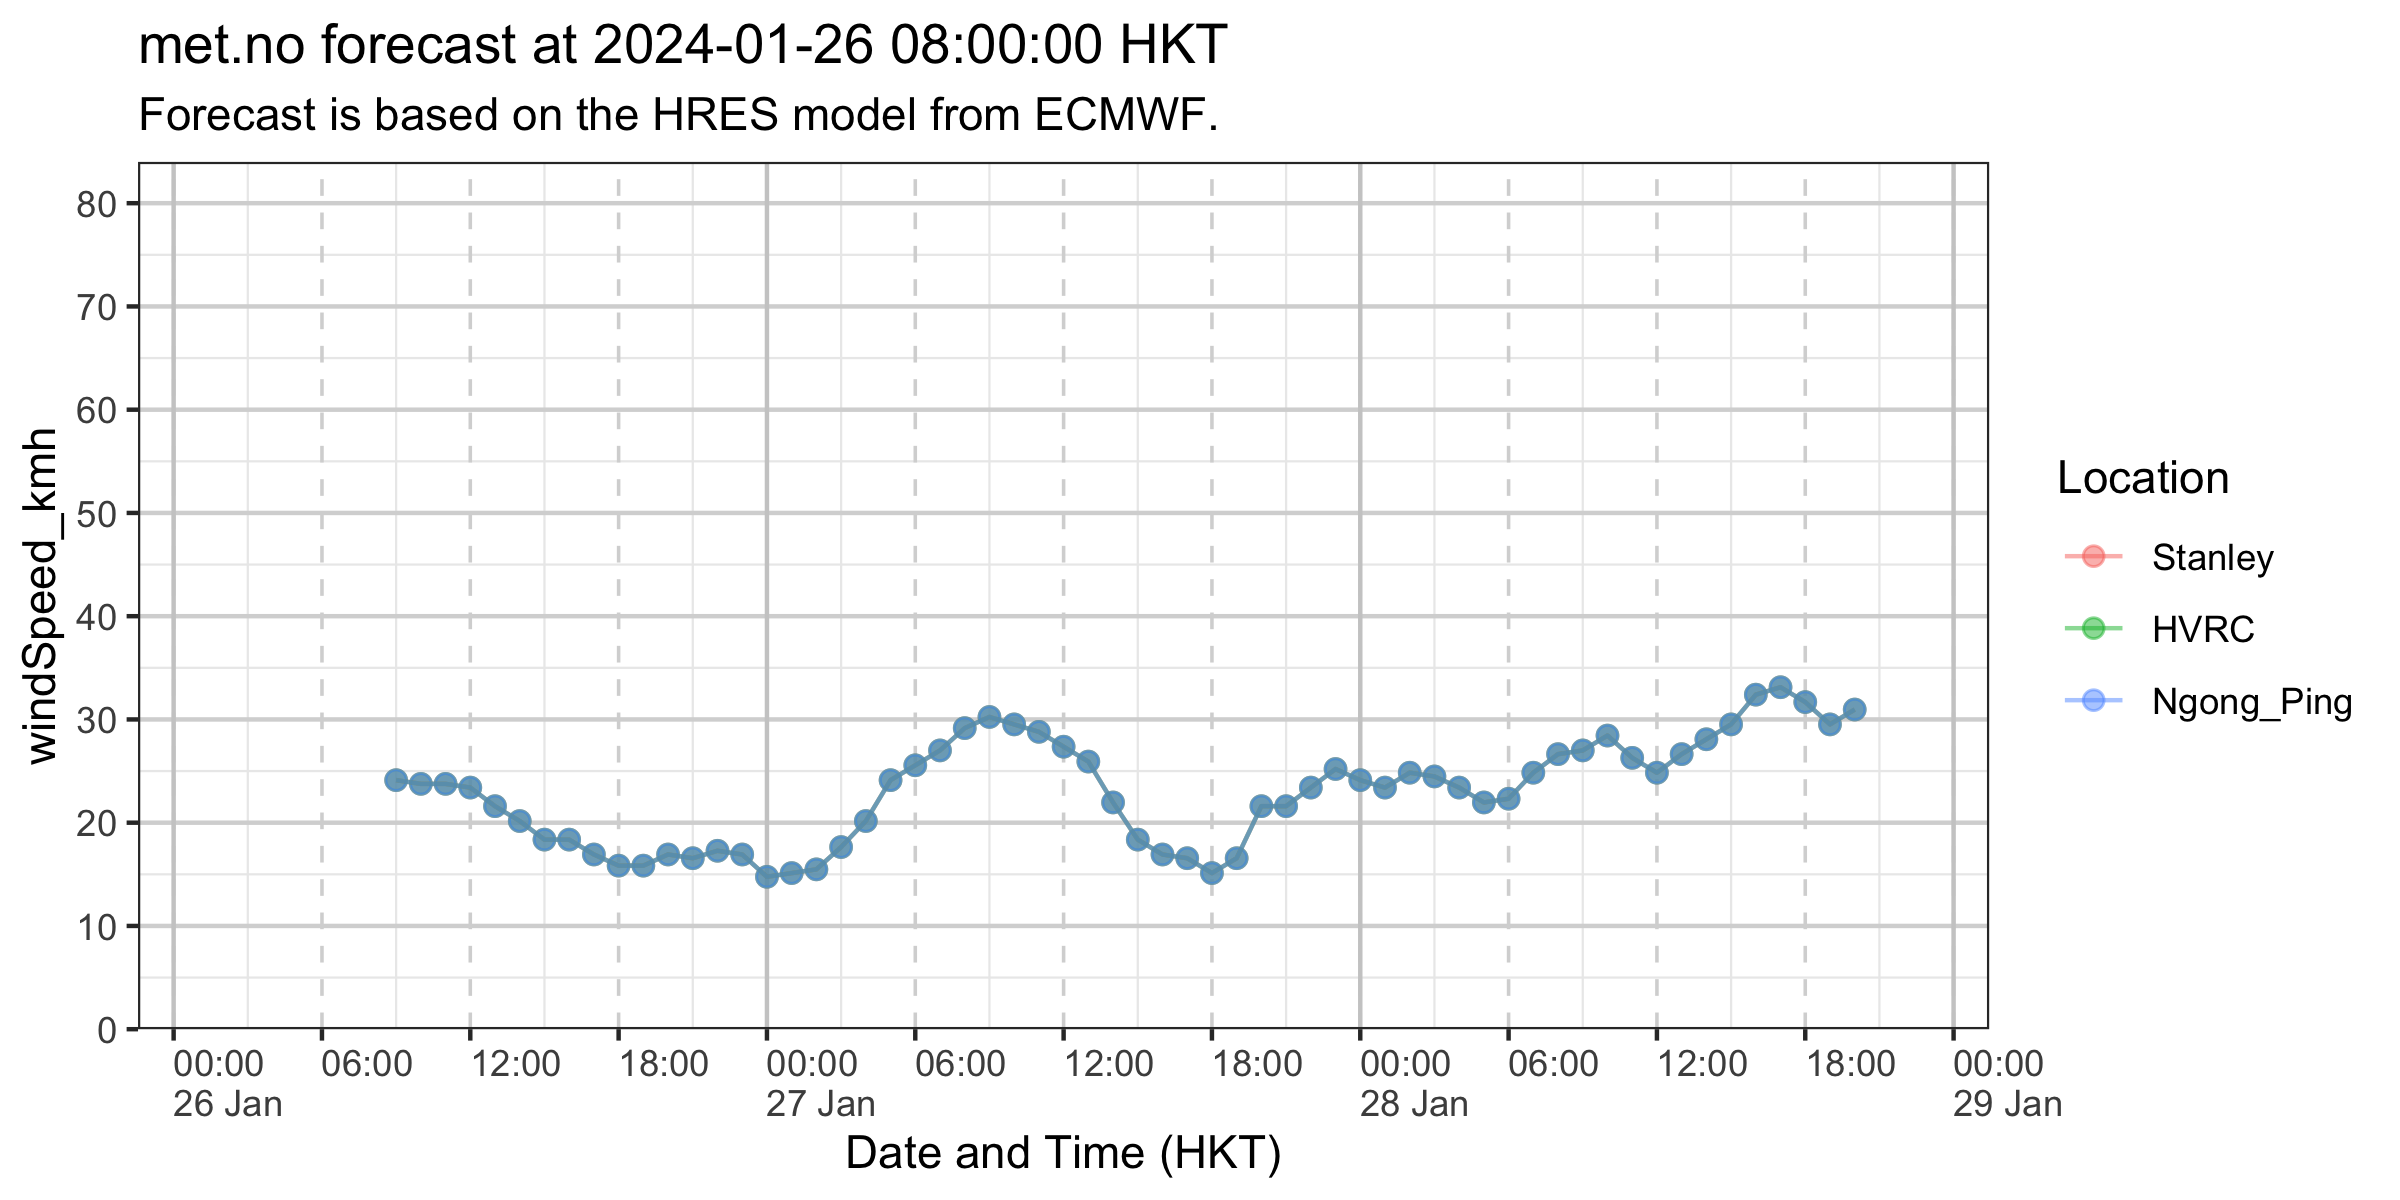 met.no forecast at 2024-01-26 08:00:00 HKT
Forecast is based on the HRES model from ECMWF.
windSpeed_kmh
80
70
60
50
40
30
20
10
0
00:00 06:00 12:00 18:00 00:00 06:00 12:00 18:00 00:00 06:00 12:00 18:00 00:00
26 Jan 27 Jan 28 Jan 29 Jan
Date and Time (HKT)
Location
Stanley
HVRC
Ngong_Ping